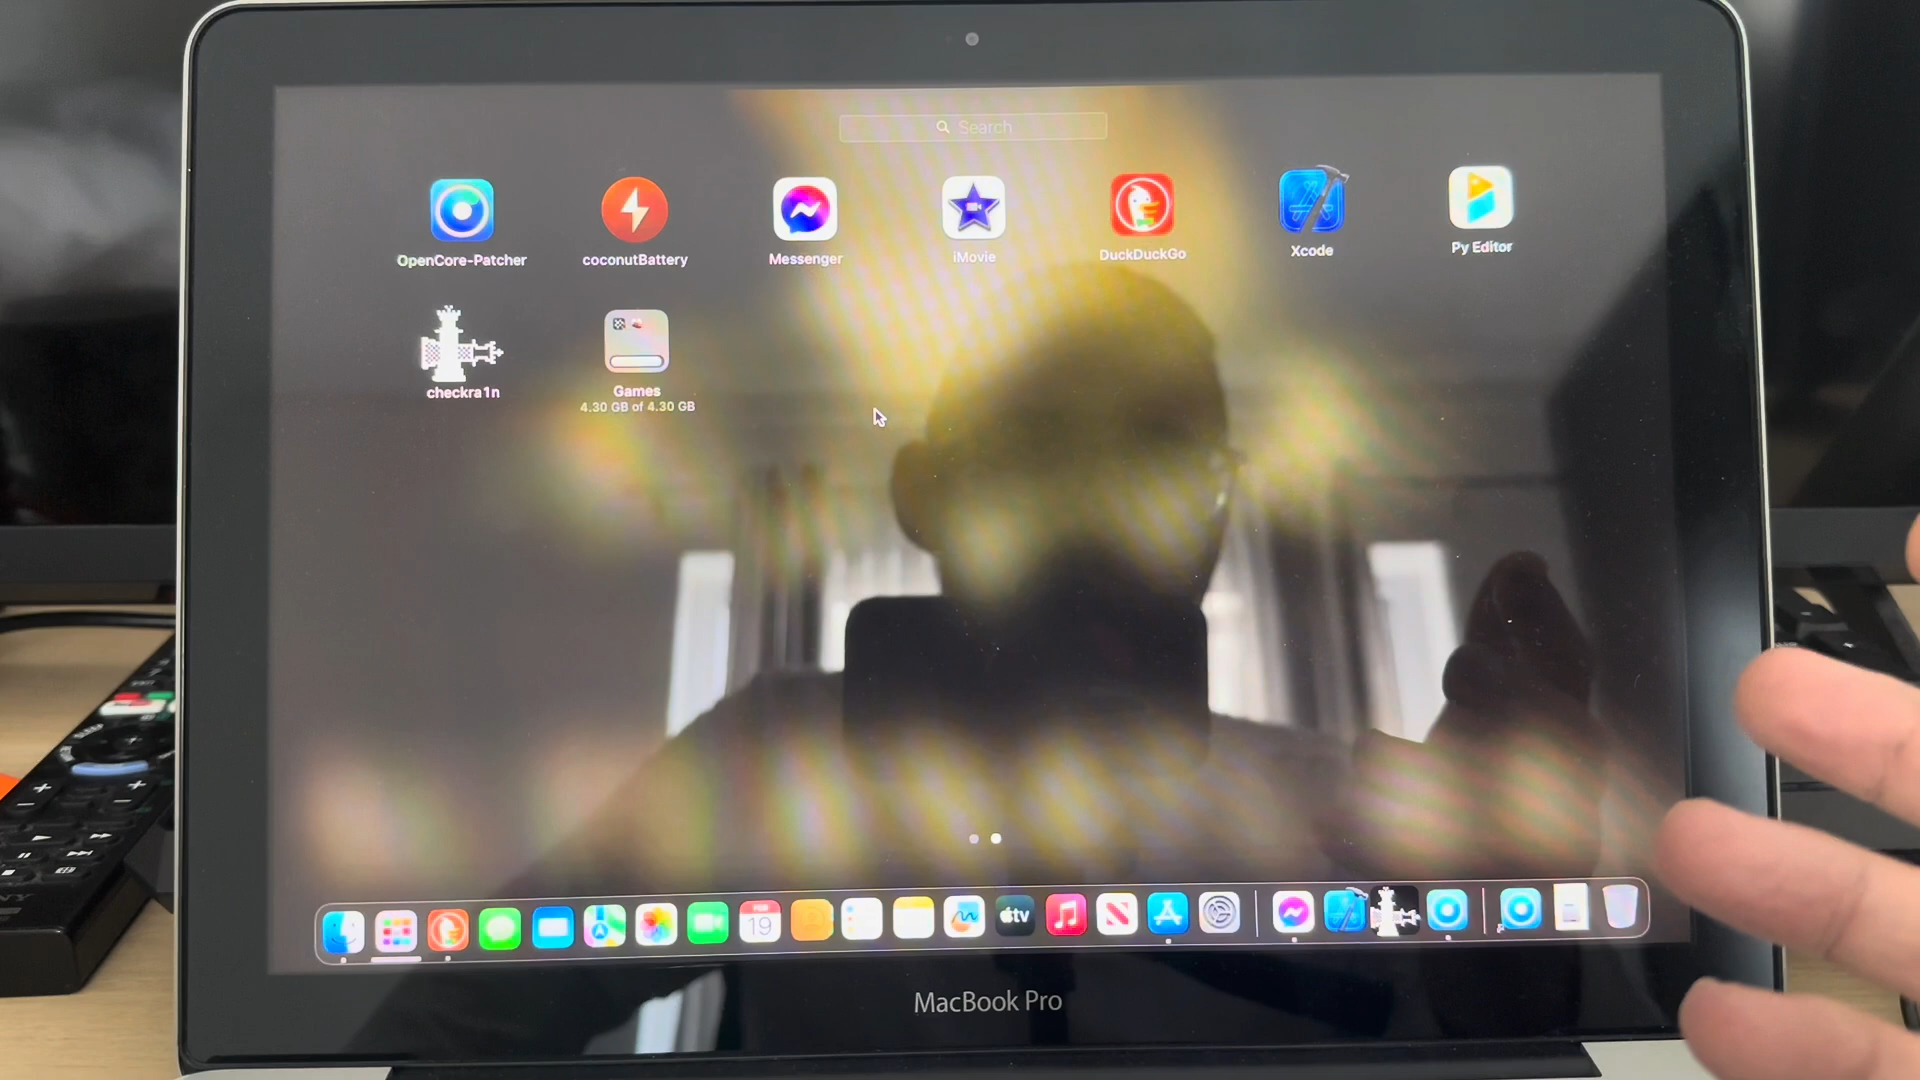 Search
OpenCore-Patcher
coconutBattery
Messenger
iMovie
DuckDuckGo
Xcode
Py Editor
checkra1n
Games
4.30 GB of 4.30 GB
19
tv
MacBook Pro